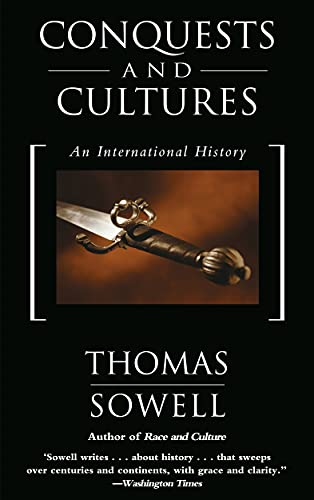 CONQUESTS
AND
CULTURES
An International History
THOMAS
SOWELL
Author of Race and Culture
‘Sowell writes . . . about history . . . that sweeps
over centuries and continents, with grace and clarity.”
—Washington Times